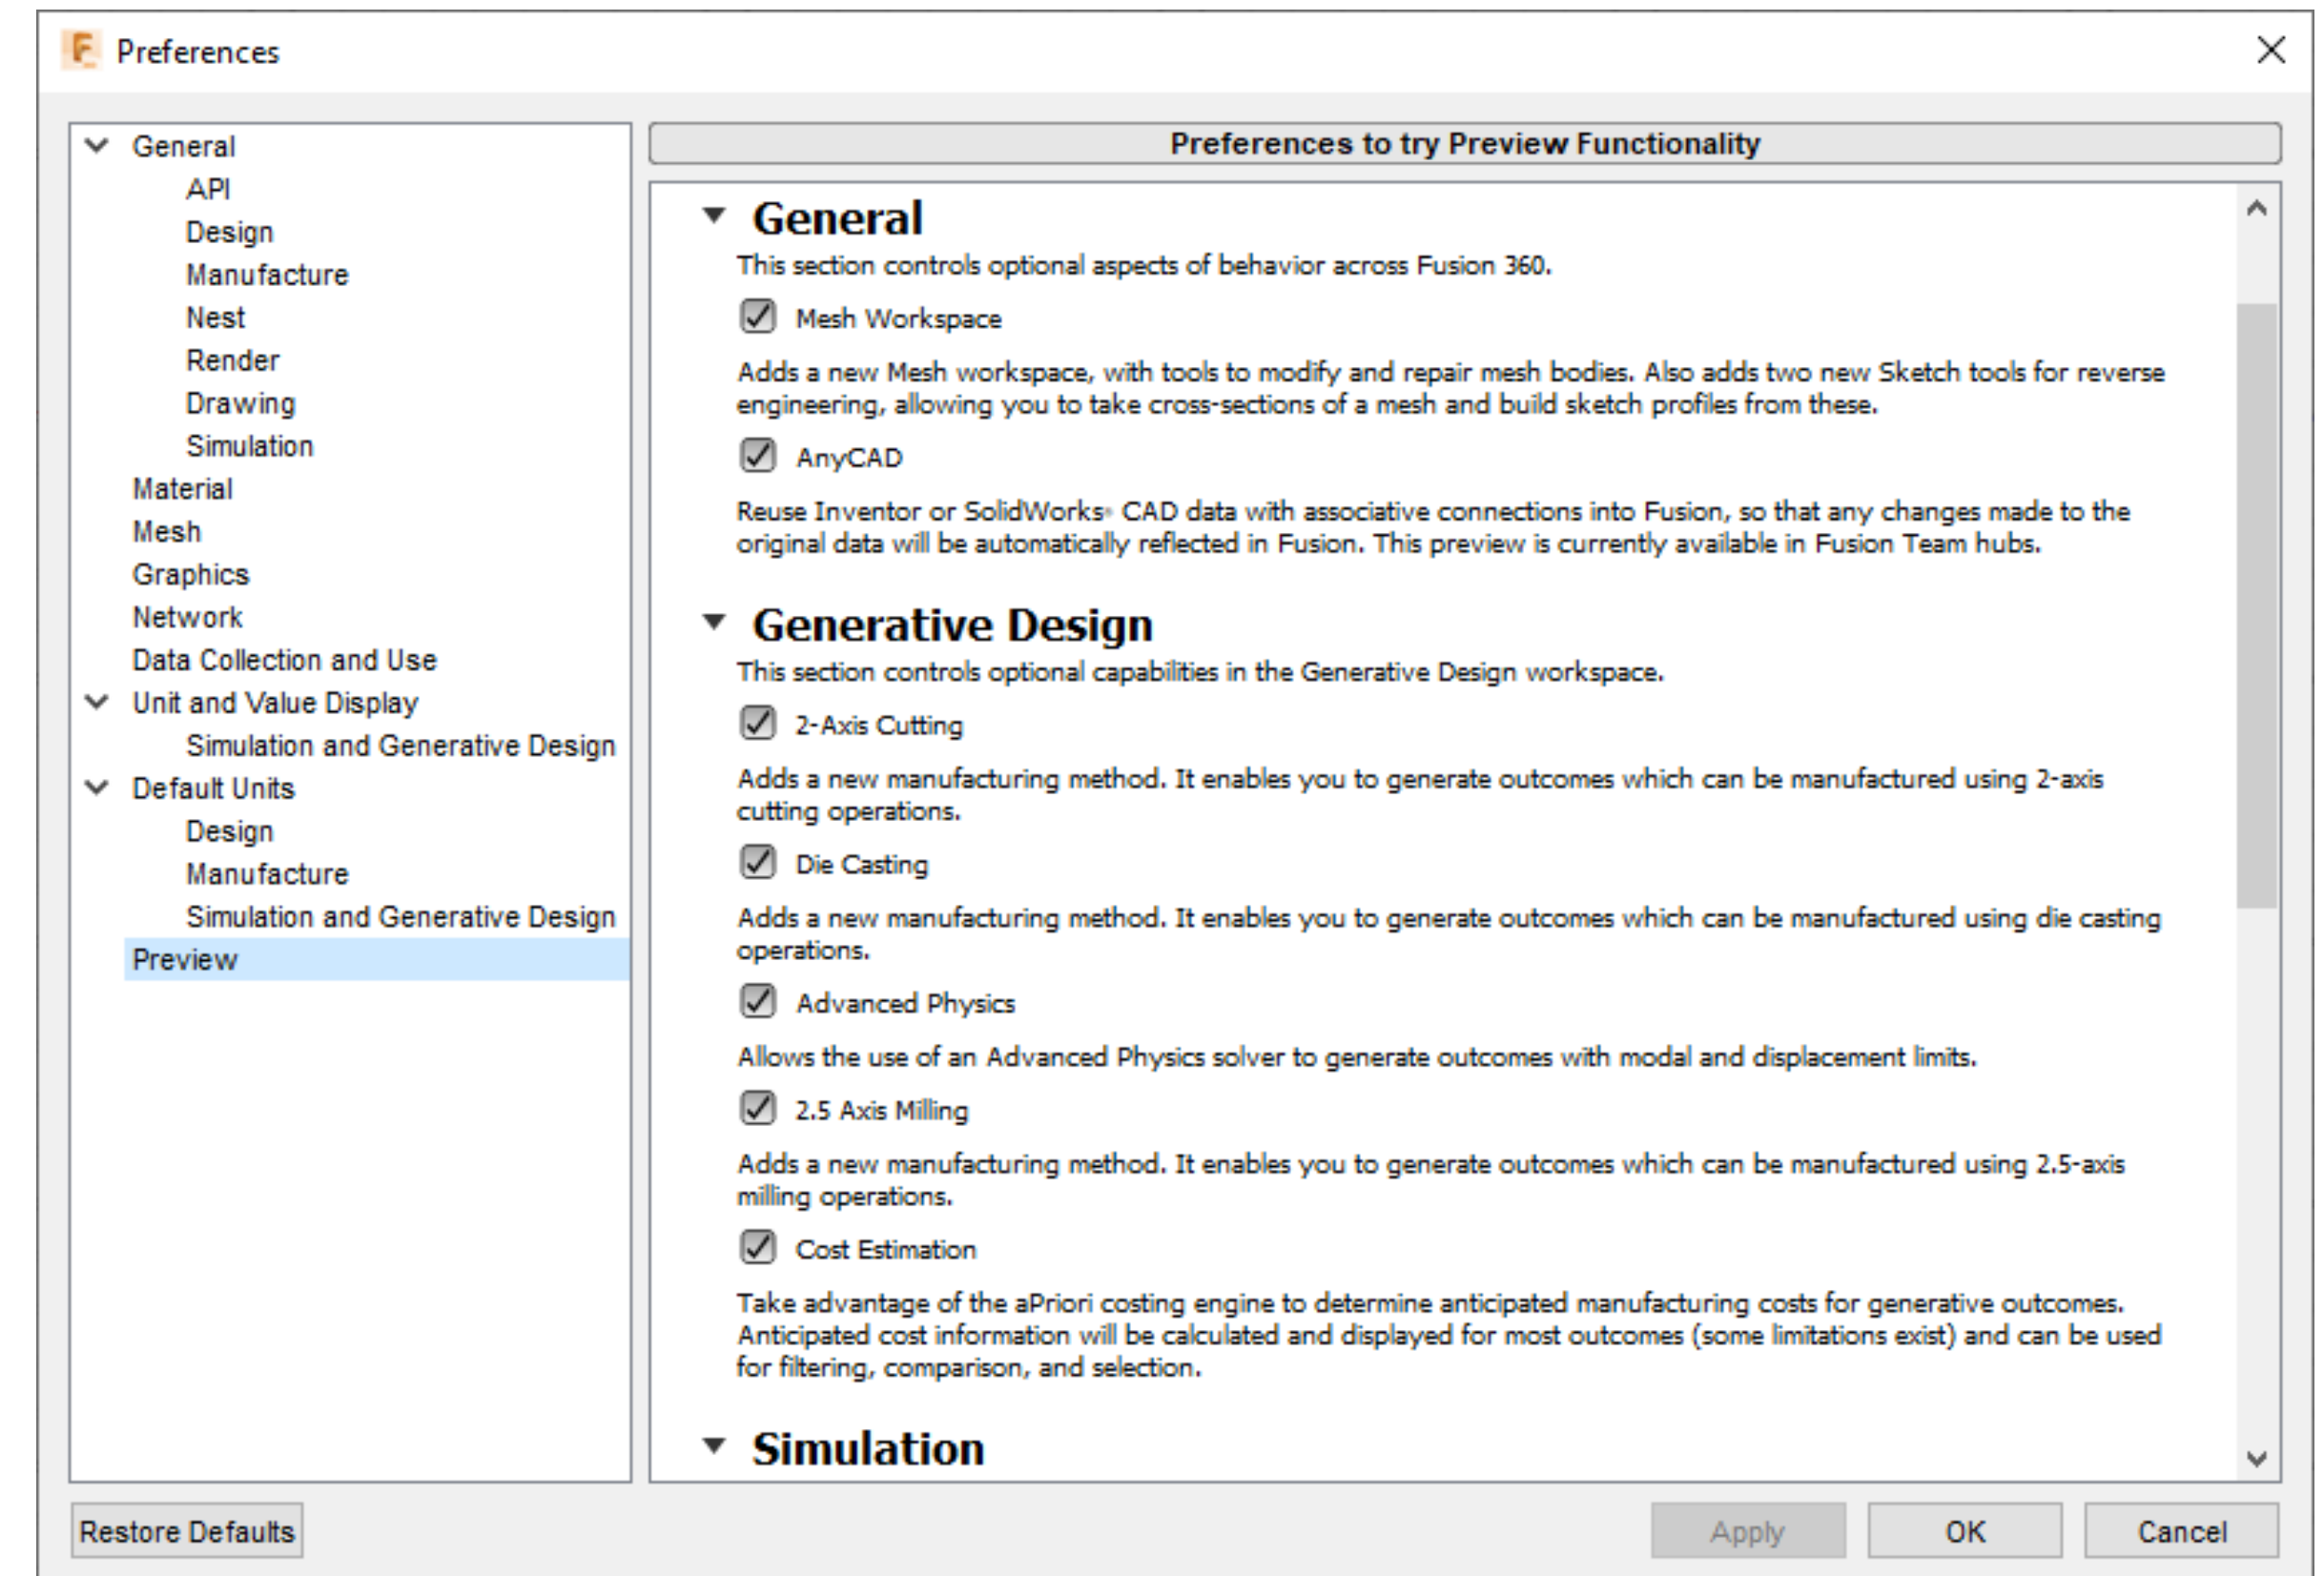 Preferences
General
API
Design
Manufacture
Nest
Render
Drawing
Simulation
Material
Mesh
Graphics
Network
Data Collection and Use
Unit and Value Display
Simulation and Generative Design
Default Units
Design
Manufacture
Simulation and Generative Design
Preview
Preferences to try Preview Functionality
General
This section controls optional aspects of behavior across Fusion 360.
Mesh Workspace
Adds a new Mesh workspace, with tools to modify and repair mesh bodies. Also adds two new Sketch tools for reverse
engineering, allowing you to take cross-sections of a mesh and build sketch profiles from these.
AnyCAD
Reuse Inventor or SolidWorks® CAD data with associative connections into Fusion, so that any changes made to the
original data will be automatically reflected in Fusion. This preview is currently available in Fusion Team hubs.
Generative Design
This section controls optional capabilities in the Generative Design workspace.
2-Axis Cutting
Adds a new manufacturing method. It enables you to generate outcomes which can be manufactured using 2-axis
cutting operations.
Die Casting
Adds a new manufacturing method. It enables you to generate outcomes which can be manufactured using die casting
operations.
Advanced Physics
Allows the use of an Advanced Physics solver to generate outcomes with modal and displacement limits.
2.5 Axis Milling
Adds a new manufacturing method. It enables you to generate outcomes which can be manufactured using 2.5-axis
milling operations.
Cost Estimation
Take advantage of the aPriori costing engine to determine anticipated manufacturing costs for generative outcomes.
Anticipated cost information will be calculated and displayed for most outcomes (some limitations exist) and can be used
for filtering, comparison, and selection.
Simulation
Restore Defaults
Apply
OK
Cancel